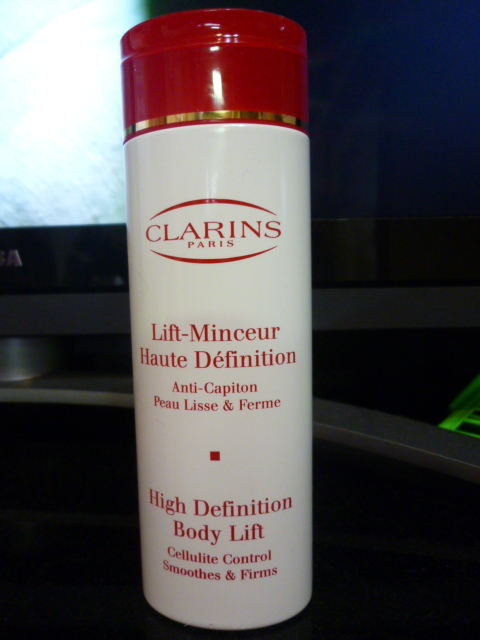 CLARINS
PARIS
Lift-Minceur
Haute Définition
Anti-Capiton
Peau Lisse & Ferme
High Definition
Body Lift
Cellulite Control
Smoothes & Firms